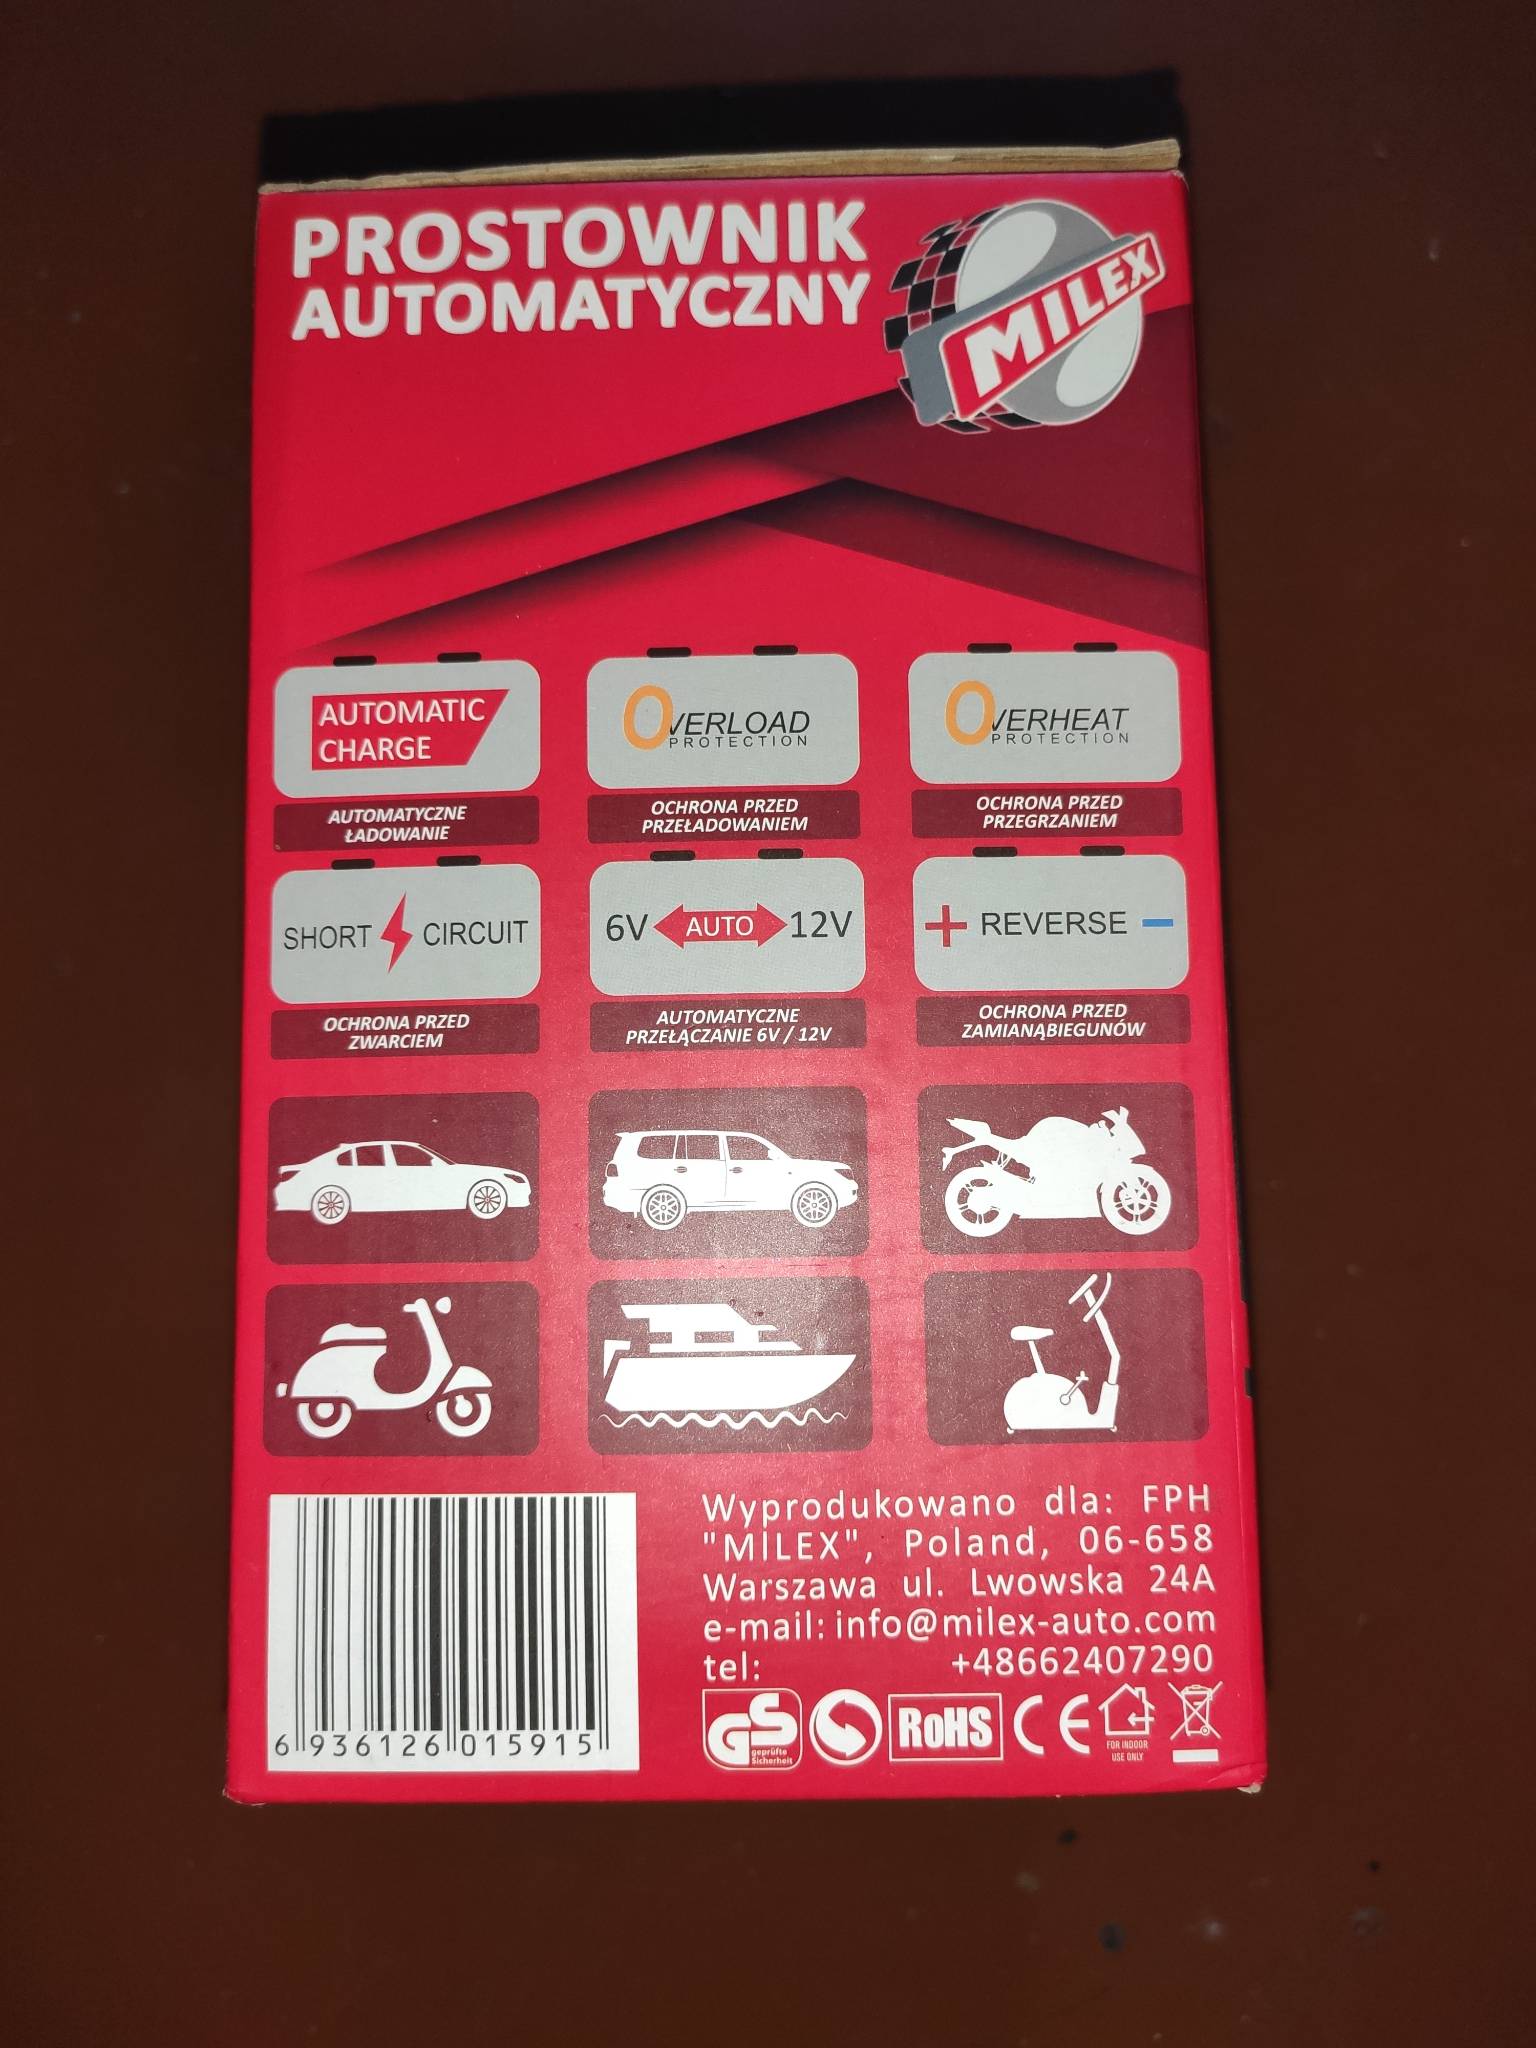 PROSTOWNIK
AUTOMATYCZNY
MILEX
AUTOMATIC
CHARGE
AUTOMATYCZNE
ŁADOWANIE
OVERLOAD
PROTECTION
OCHRONA PRZED
PRZEŁADOWANIEM
OVERHEAT
PROTECTION
OCHRONA PRZED
PRZEGRZANIEM
SHORT CIRCUIT
OCHRONA PRZED
ZWARCIEM
6V AUTO 12V
AUTOMATYCZNE
PRZEŁĄCZANIE 6V / 12V
+ REVERSE -
OCHRONA PRZED
ZAMIANĄBIEGUNÓW
Wyprodukowano dla: FPH
"MILEX", Poland, 06-658
Warszawa ul. Lwowska 24A
e-mail: info@milex-auto.com
tel: +48662407290
6 936126 015915
GS geprüfte
Sicherheit
RoHS
CE
FOR INDOOR
USE ONLY